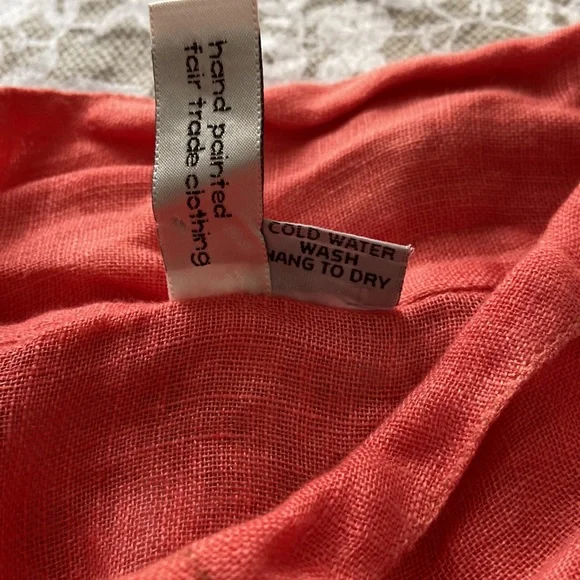 hand painted
fair trade clothing
COLD WATER
WASH
HANG TO DRY